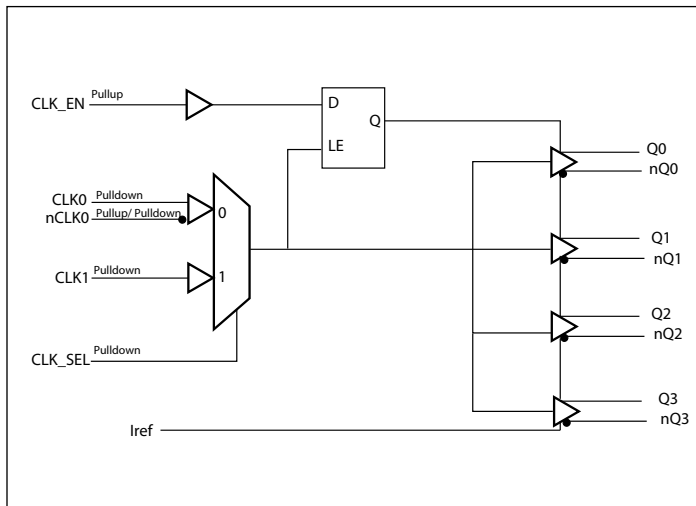 CLK_EN Pullup
D
Q
LE
Q0
nQ0
CLK0 Pulldown
nCLK0 Pullup/ Pulldown
0
Q1
nQ1
CLK1 Pulldown
1
Q2
nQ2
CLK_SEL Pulldown
Q3
nQ3
Iref